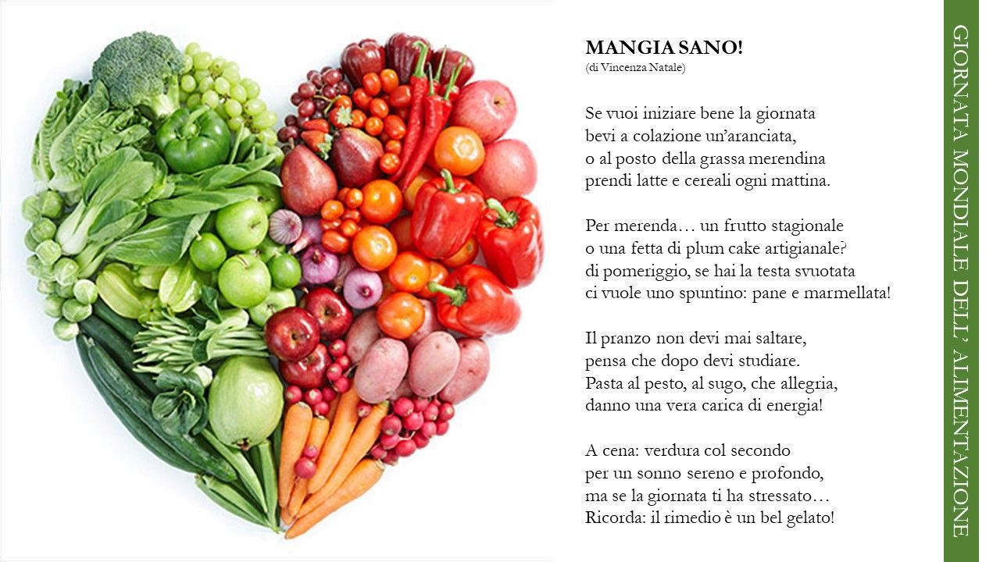 MANGIA SANO!
(di Vincenza Natale)
Se vuoi iniziare bene la giornata
bevi a colazione un’aranciata,
o al posto della grassa merendina
prendi latte e cereali ogni mattina.
Per merenda… un frutto stagionale
o una fetta di plum cake artigianale?
di pomeriggio, se hai la testa svuotata
ci vuole uno spuntino: pane e marmellata!
Il pranzo non devi mai saltare,
pensa che dopo devi studiare.
Pasta al pesto, al sugo, che allegria,
danno una vera carica di energia!
A cena: verdura col secondo
per un sonno sereno e profondo,
ma se la giornata ti ha stressato…
Ricorda: il rimedio è un bel gelato!
GIORNATA MONDIALE DELL’ ALIMENTAZIONE